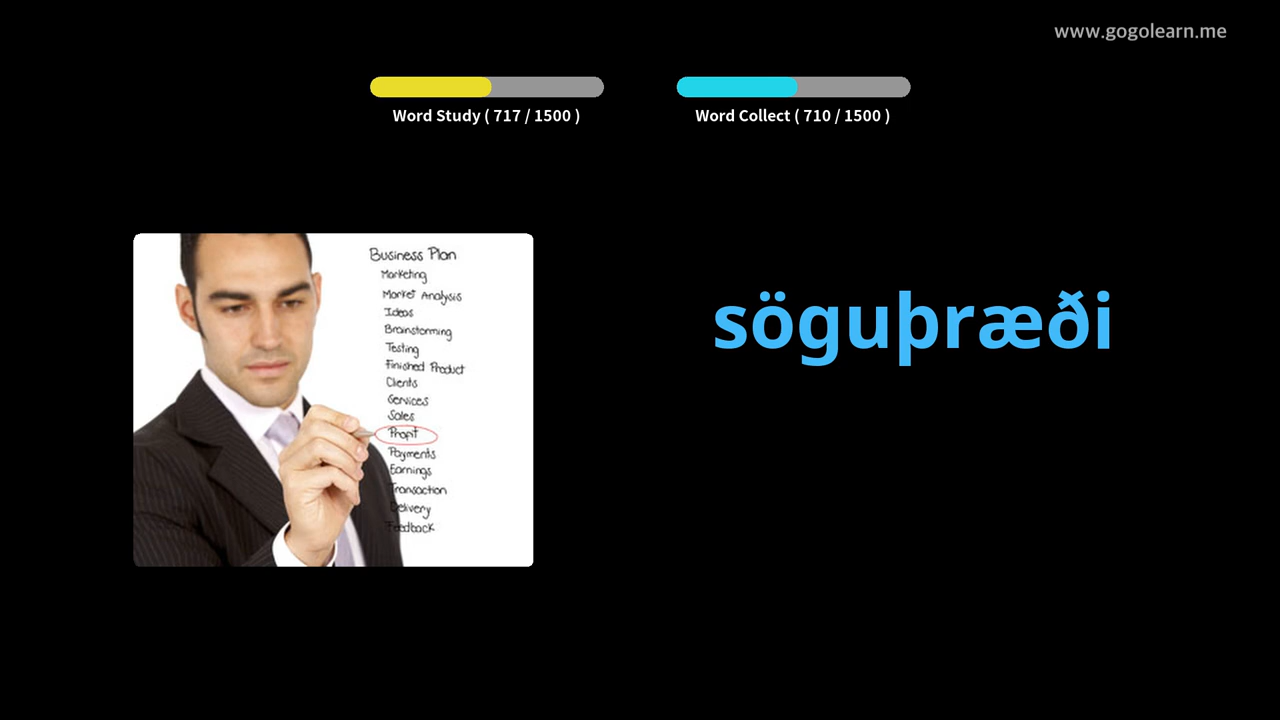 www.gogolearn.me
Word Study ( 717 / 1500 )
Word Collect ( 710 / 1500 )
Business Plan
Marketing
Market Analysis
Ideas
Brainstorming
Testing
Finished Product
Clients
Services
Sales
Profit
Payments
Earnings
Transaction
Delivery
Feedback
söguþræði